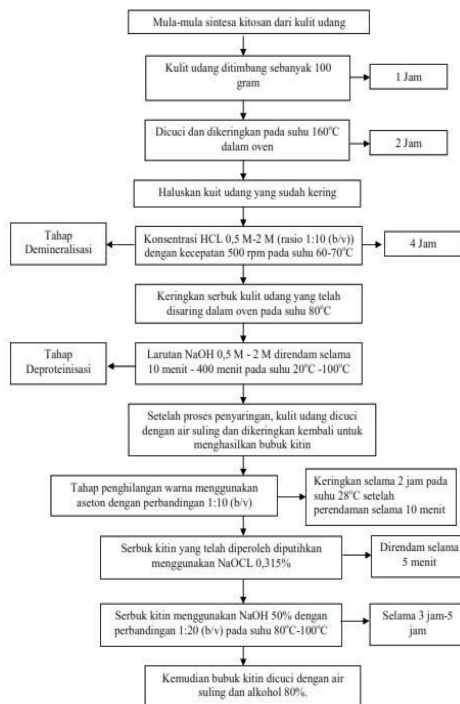 Mula-mula sintesa kitosan dari kulit udang
Kulit udang ditimbang sebanyak 100
gram
1 Jam
Dicuci dan dikeringkan pada suhu 160°C
dalam oven
2 Jam
Haluskan kuit udang yang sudah kering
Tahap
Demineralisasi
Konsentrasi HCL 0,5 M-2 M (rasio 1:10 (b/v))
dengan kecepatan 500 rpm pada suhu 60-70°C
4 Jam
Keringkan serbuk kulit udang yang telah
disaring dalam oven pada suhu 80°C
Tahap
Deproteinisasi
Larutan NaOH 0,5 M - 2 M direndam selama
10 menit - 400 menit pada suhu 20°C -100°C
Setelah proses penyaringan, kulit udang dicuci
dengan air suling dan dikeringkan kembali untuk
menghasilkan bubuk kitin
Tahap penghilangan warna menggunakan
aseton dengan perbandingan 1:10 (b/v)
Keringkan selama 2 jam pada
suhu 28°C setelah
perendaman selama 10 menit
Serbuk kitin yang telah diperoleh diputihkan
menggunakan NaOCL 0,315%
Direndam selama
5 menit
Serbuk kitin menggunakan NaOH 50% dengan
perbandingan 1:20 (b/v) pada suhu 80°C-100°C
Selama 3 jam-5
jam
Kemudian bubuk kitin dicuci dengan air
suling dan alkohol 80%.